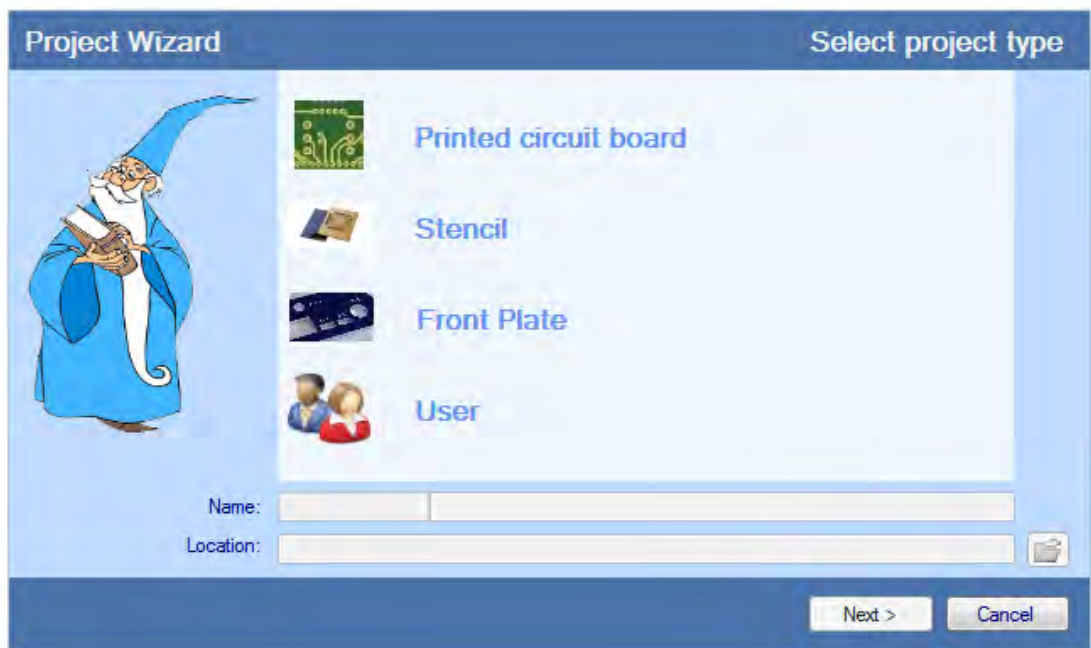 Project Wizard
Select project type
Printed circuit board
Stencil
Front Plate
User
Name:
Location:
Next >
Cancel